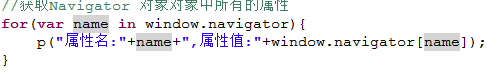 //获取Navigator 对象对象中所有的属性
for(var name in window.navigator){
    p("属性名:"+name+",属性值:"+window.navigator[name]);
}